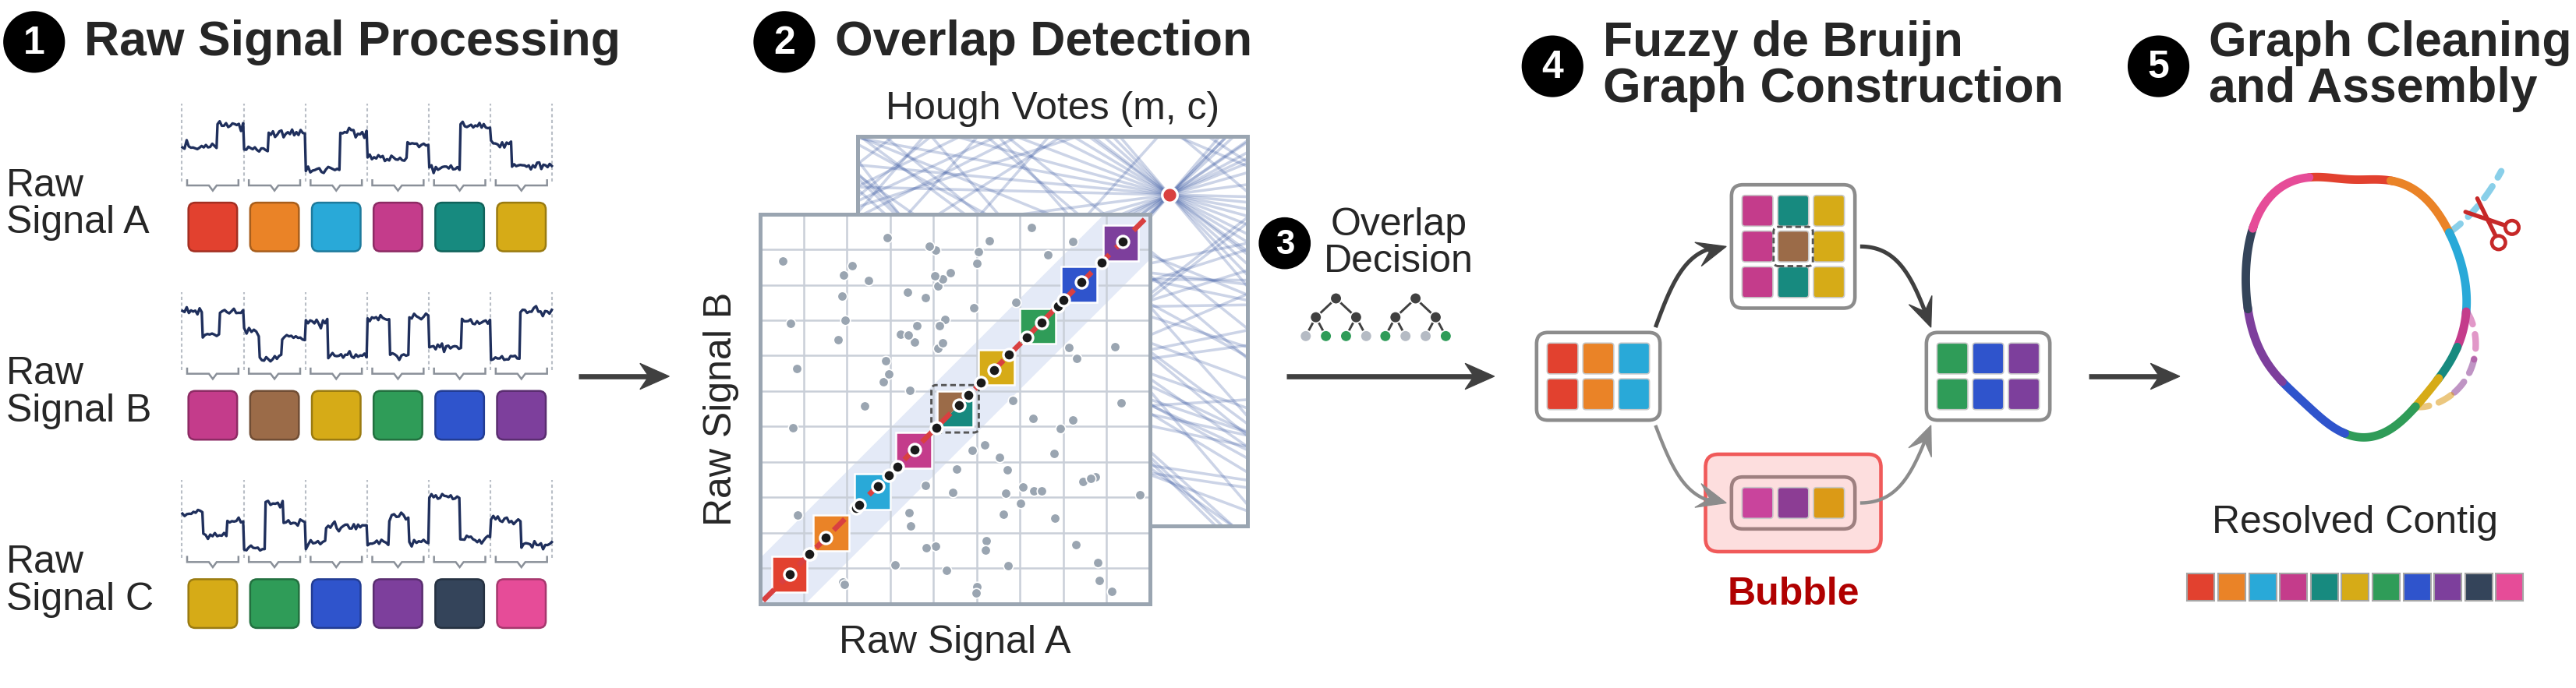 1 Raw Signal Processing
Raw
Signal A
Raw
Signal B
Raw
Signal C
2 Overlap Detection
Hough Votes (m, c)
Raw Signal B
Raw Signal A
3 Overlap
Decision
4 Fuzzy de Bruijn
Graph Construction
Bubble
5 Graph Cleaning
and Assembly
Resolved Contig